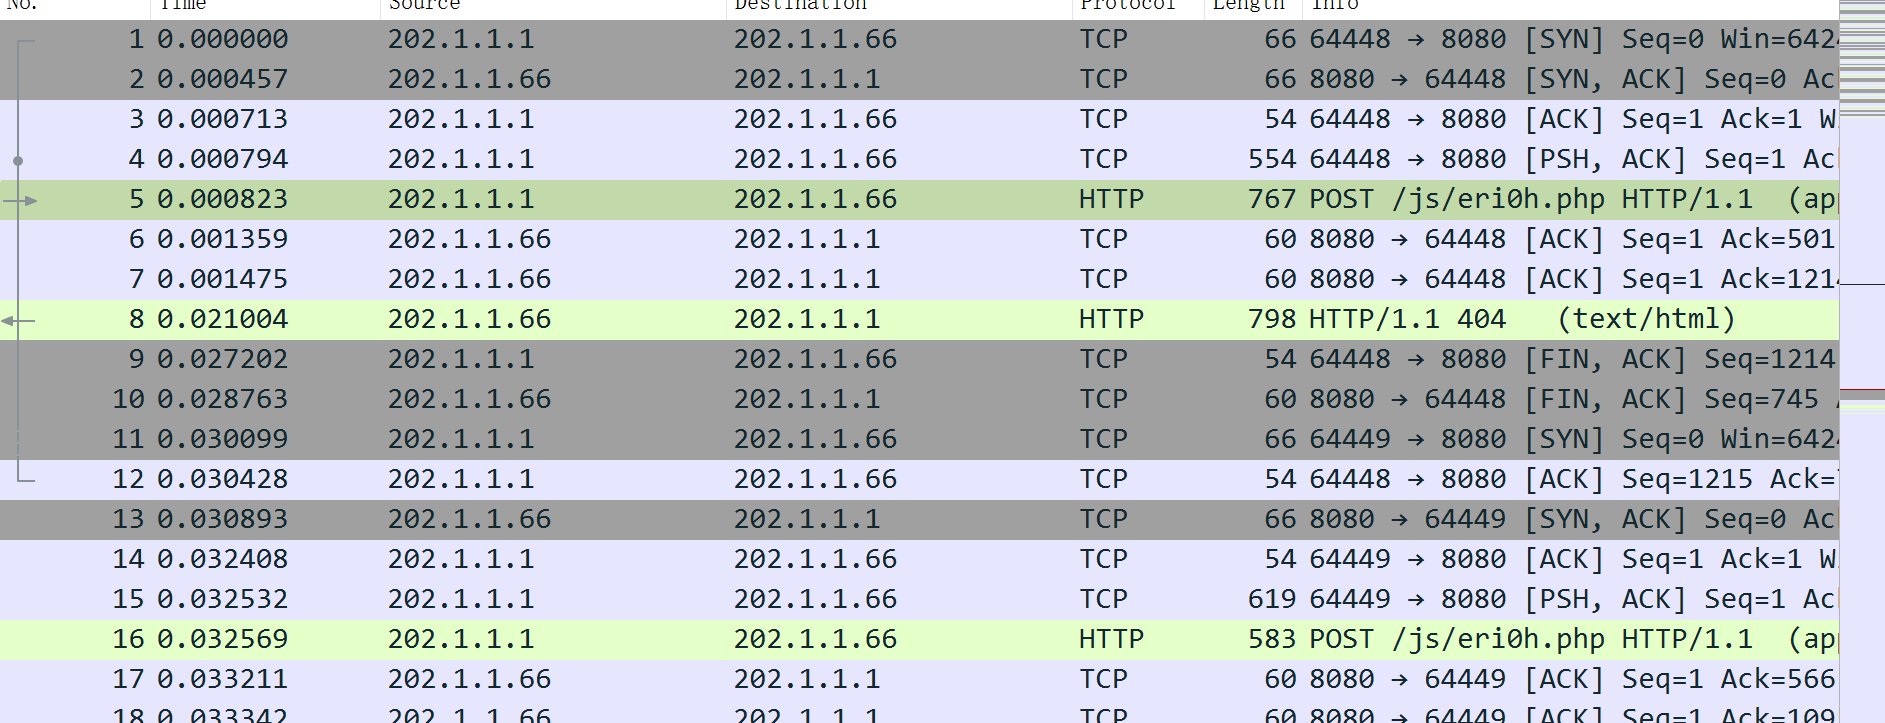 No. Time Source Destination Protocol Length Info
1 0.000000 202.1.1.1 202.1.1.66 TCP 66 64448 → 8080 [SYN] Seq=0 Win=642
2 0.000457 202.1.1.66 202.1.1.1 TCP 66 8080 → 64448 [SYN, ACK] Seq=0 Ac
3 0.000713 202.1.1.1 202.1.1.66 TCP 54 64448 → 8080 [ACK] Seq=1 Ack=1 W
4 0.000794 202.1.1.1 202.1.1.66 TCP 554 64448 → 8080 [PSH, ACK] Seq=1 Ac
5 0.000823 202.1.1.1 202.1.1.66 HTTP 767 POST /js/eri0h.php HTTP/1.1 (ap
6 0.001359 202.1.1.66 202.1.1.1 TCP 60 8080 → 64448 [ACK] Seq=1 Ack=501
7 0.001475 202.1.1.66 202.1.1.1 TCP 60 8080 → 64448 [ACK] Seq=1 Ack=1214
8 0.021004 202.1.1.66 202.1.1.1 HTTP 798 HTTP/1.1 404 (text/html)
9 0.027202 202.1.1.1 202.1.1.66 TCP 54 64448 → 8080 [FIN, ACK] Seq=1214
10 0.028763 202.1.1.66 202.1.1.1 TCP 60 8080 → 64448 [FIN, ACK] Seq=745
11 0.030099 202.1.1.1 202.1.1.66 TCP 66 64449 → 8080 [SYN] Seq=0 Win=642
12 0.030428 202.1.1.1 202.1.1.66 TCP 54 64448 → 8080 [ACK] Seq=1215 Ack=
13 0.030893 202.1.1.66 202.1.1.1 TCP 66 8080 → 64449 [SYN, ACK] Seq=0 Ac
14 0.032408 202.1.1.1 202.1.1.66 TCP 54 64449 → 8080 [ACK] Seq=1 Ack=1 W
15 0.032532 202.1.1.1 202.1.1.66 TCP 619 64449 → 8080 [PSH, ACK] Seq=1 Ac
16 0.032569 202.1.1.1 202.1.1.66 HTTP 583 POST /js/eri0h.php HTTP/1.1 (ap
17 0.033211 202.1.1.66 202.1.1.1 TCP 60 8080 → 64449 [ACK] Seq=1 Ack=566
18 0.033342 202.1.1.66 202.1.1.1 TCP 60 8080 → 64449 [ACK] Seq=1 Ack=109